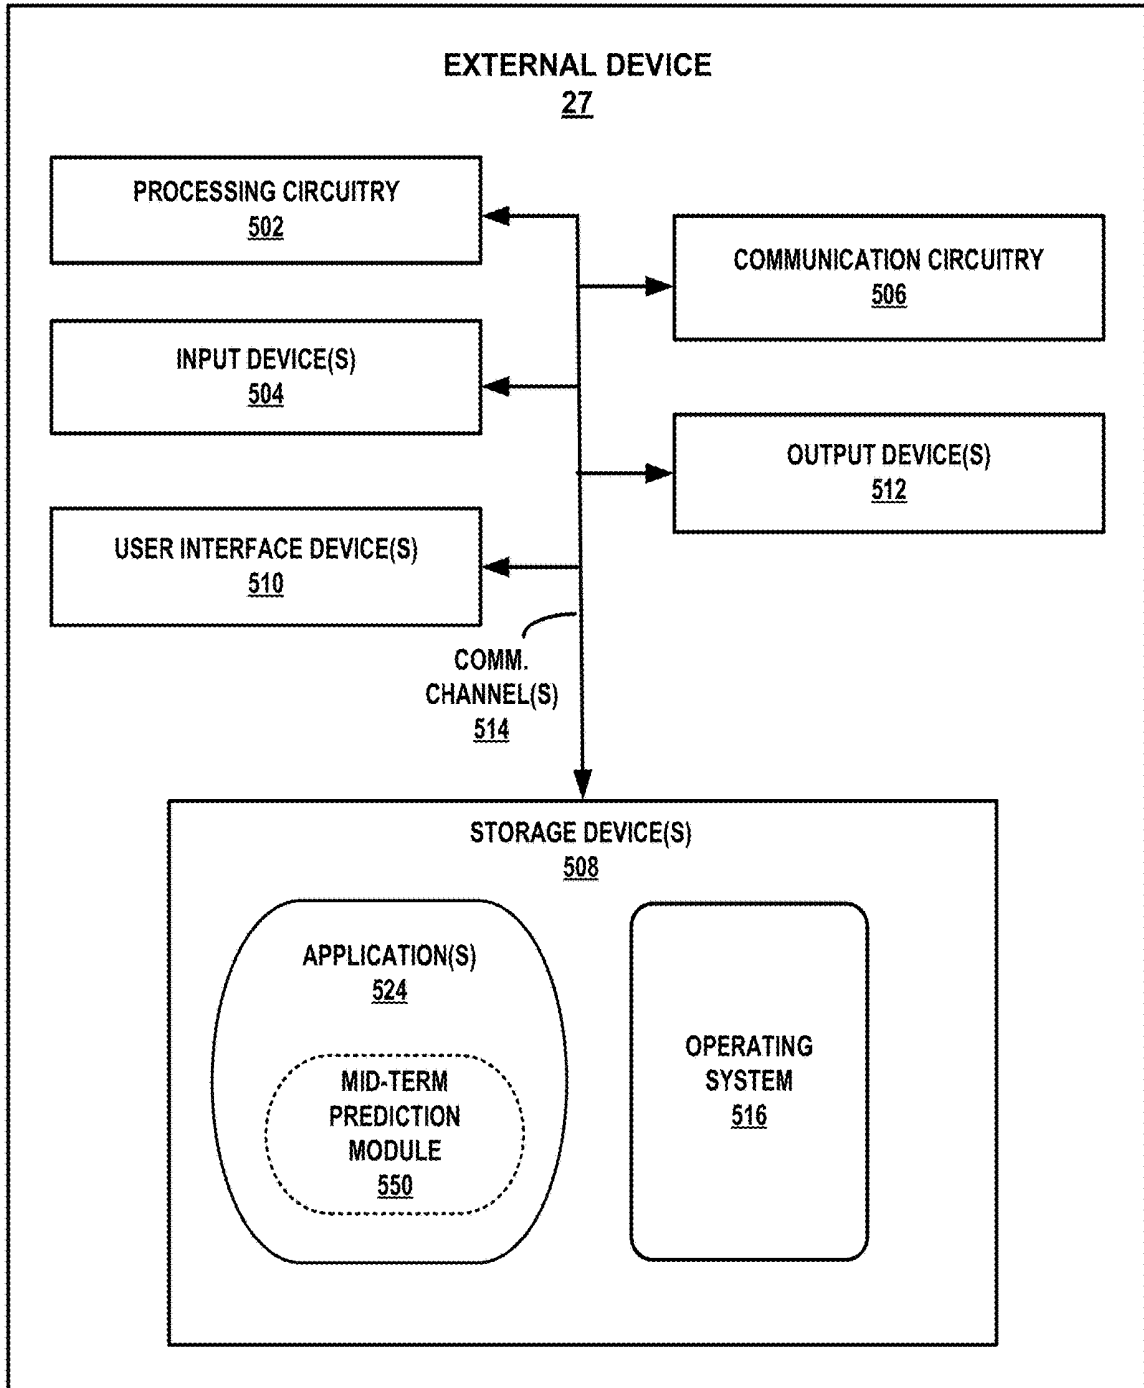 EXTERNAL DEVICE
27
PROCESSING CIRCUITRY
502
COMMUNICATION CIRCUITRY
506
INPUT DEVICE(S)
504
OUTPUT DEVICE(S)
512
USER INTERFACE DEVICE(S)
510
COMM.
CHANNEL(S)
514
STORAGE DEVICE(S)
508
APPLICATION(S)
524
MID-TERM
PREDICTION
MODULE
550
OPERATING
SYSTEM
516